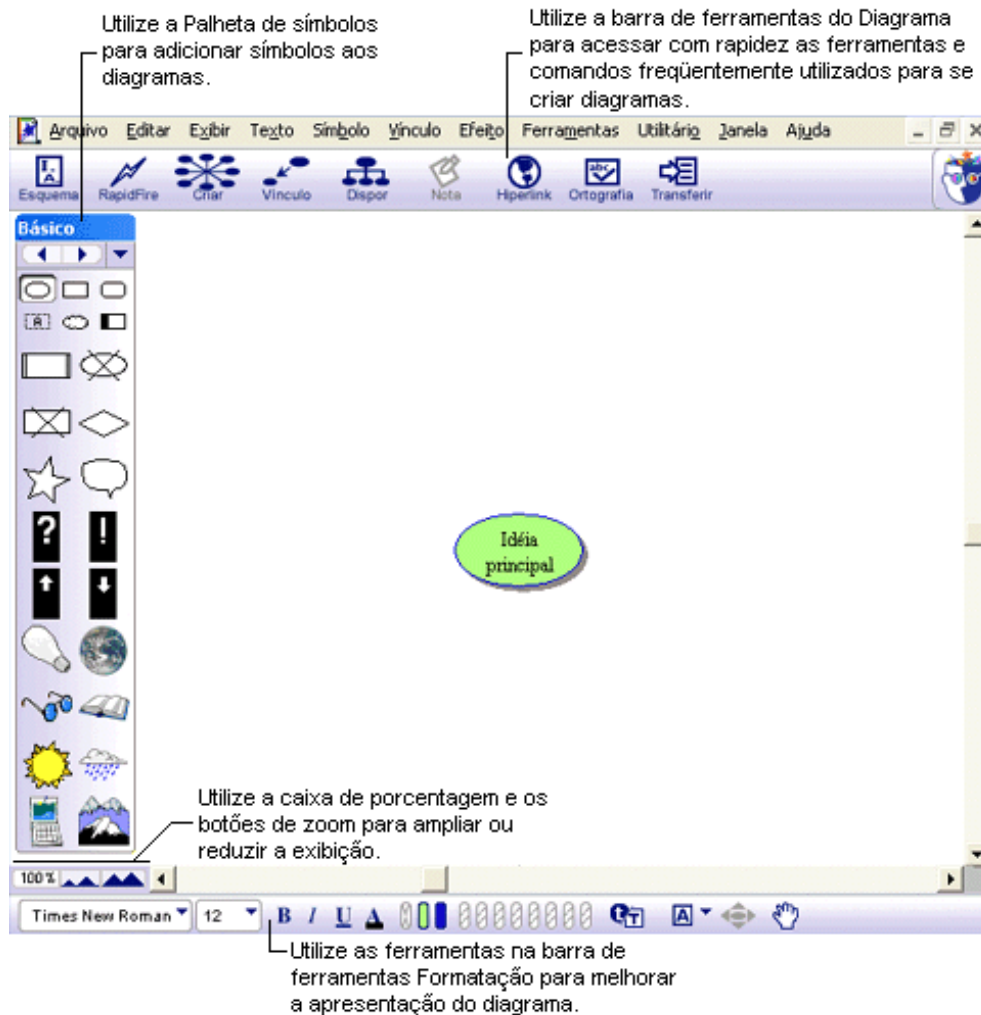 Utilize a Palheta de símbolos
para adicionar símbolos aos
diagramas.
Utilize a barra de ferramentas do Diagrama
para acessar com rapidez as ferramentas e
comandos freqüentemente utilizados para se
criar diagramas.
Arquivo Editar Exibir Texto Símbolo Vínculo Efeito Ferramentas Utilitário Janela Ajuda
Esquema RapidFire Criar Vínculo Dispor Nota Hiperlink Ortografia Transferir
Básico
Idéia
principal
Utilize a caixa de porcentagem e os
botões de zoom para ampliar ou
reduzir a exibição.
100%
Times New Roman 12 B I U A A
Utilize as ferramentas na barra de
ferramentas Formatação para melhorar
a apresentação do diagrama.